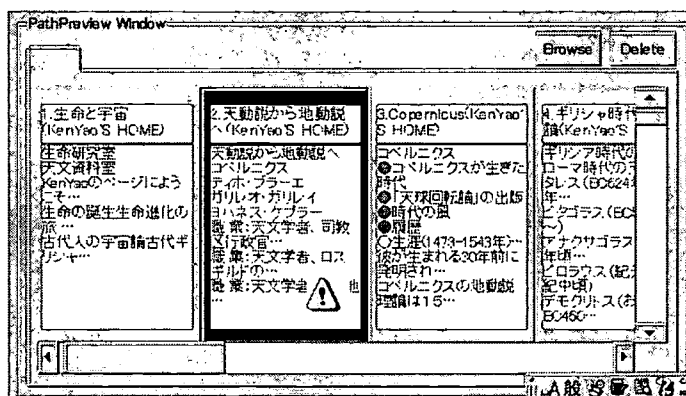 PathPreview Window
Browse Delete
1.生命と宇宙
(KenYao'S HOME)
生命研究室
天文資料室
KenYaoのページによう
こそ…
生命の誕生生命進化の
旅…
古代人の宇宙論古代ギ
リシャ…
2.天動説から地動説
へ(KenYao'S HOME)
天動説から地動説へ
コペルニクス
ティホ・ブラーエ
ガリレオ・ガリレイ
ヨハネス・ケプラー
職 業:天文学者、司教
職 業:天文学者、ロス
職 業:天文学者
3.Copernicus(KenYao'
S HOME)
コペルニクス
●コペルニクスが生きた
時代
●「天球回転論」の出版
●時代の風
●履歴
○生涯(1473-1543年)…
彼が生まれる30年前に
発明され…
コペルニクスの地動説
理論は15…
4.ギリシャ時代
(KenYao'S
ギリシア時代の
ローマ時代の
タレス(BC624
年…
ピタゴラス(BC5
～)
アナクサゴラス
年頃…
ピロラウス(紀元
紀中頃)
デモクリトス(お
BC460…
A 般